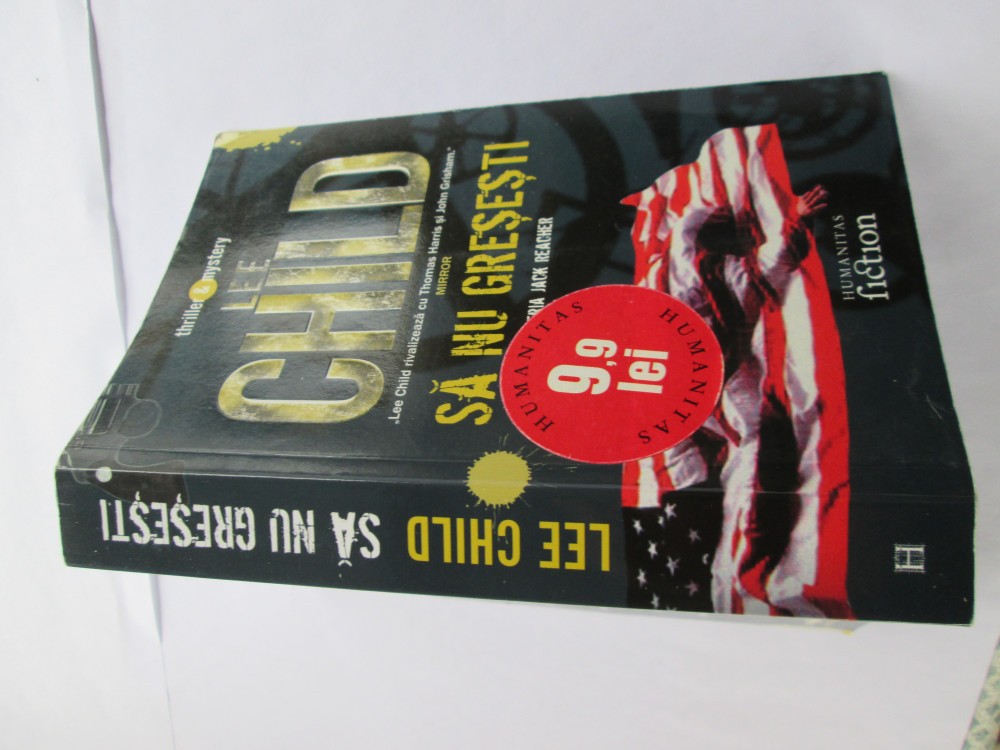 thriller & mystery
LEE
CHILD
„Lee Child rivalizează cu Thomas Harris și John Grisham.”
MIRROR
SĂ NU GREȘEȘTI
JACK REACHER
HUMANITAS
9,9
lei
HUMANITAS
HUMANITAS
fiction
LEE CHILD SĂ NU GREȘEȘTI
H